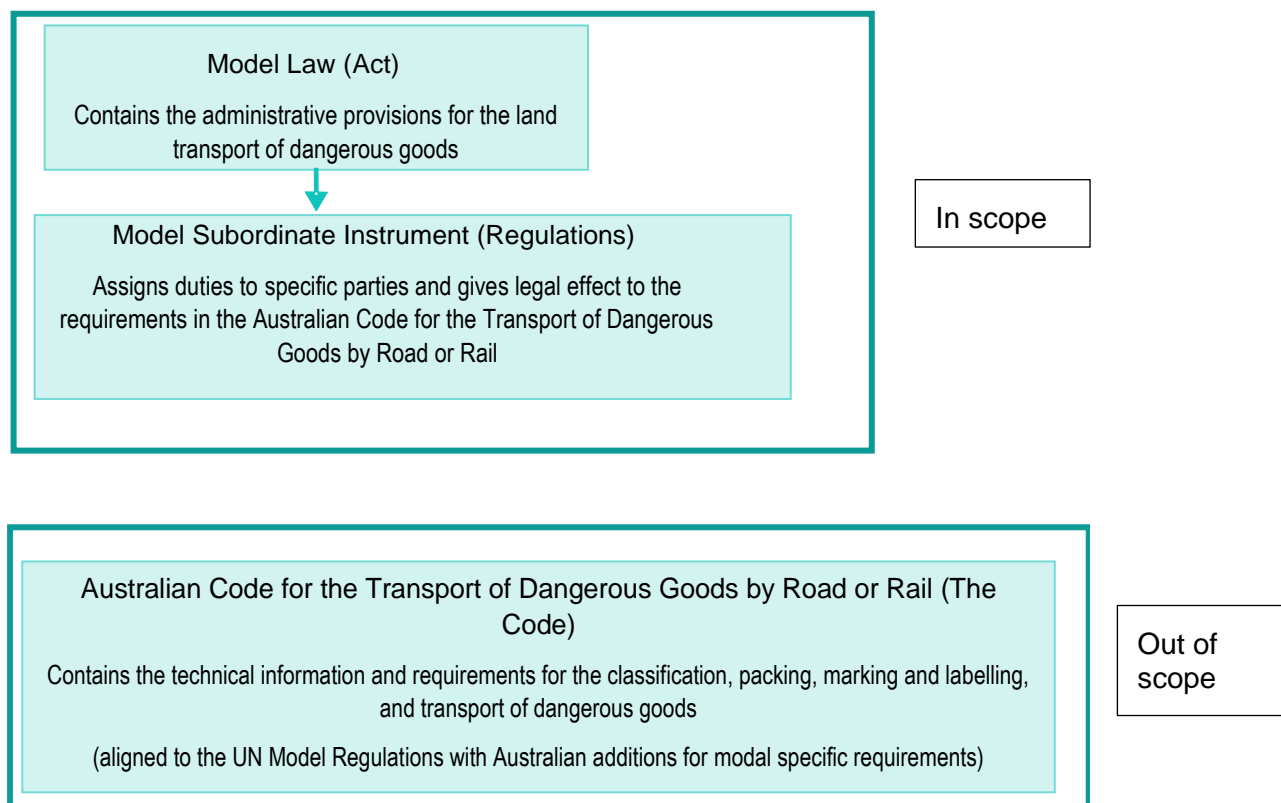 Model Law (Act)
Contains the administrative provisions for the land
transport of dangerous goods
Model Subordinate Instrument (Regulations)
Assigns duties to specific parties and gives legal effect to the
requirements in the Australian Code for the Transport of Dangerous
Goods by Road or Rail
In scope
Australian Code for the Transport of Dangerous Goods by Road or Rail (The
Code)
Contains the technical information and requirements for the classification, packing, marking and labelling,
and transport of dangerous goods
(aligned to the UN Model Regulations with Australian additions for modal specific requirements)
Out of
scope